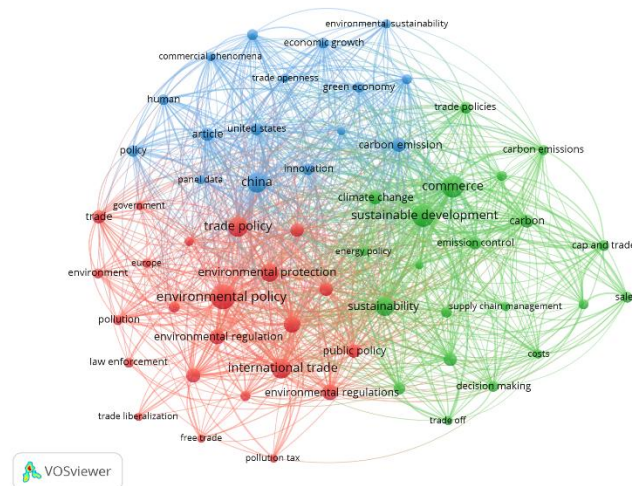 environmental sustainability
economic growth
commercial phenomena
trade openness
green economy
human
trade policies
article
united states
carbon emission
policy
carbon emissions
innovation
panel data
china
climate change
commerce
government
trade
sustainable development
carbon
trade policy
emission control
cap and trade
energy policy
europe
environment
environmental protection
environmental policy
sales
sustainability
supply chain management
pollution
environmental regulation
public policy
costs
law enforcement
international trade
decision making
environmental regulations
trade liberalization
trade off
free trade
pollution tax
VOSviewer